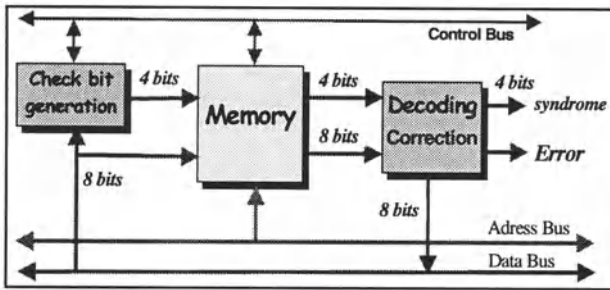 Control Bus
Check bit
generation
4 bits
Memory
4 bits
8 bits
Decoding
Correction
4 bits
syndrome
Error
8 bits
8 bits
Adress Bus
Data Bus